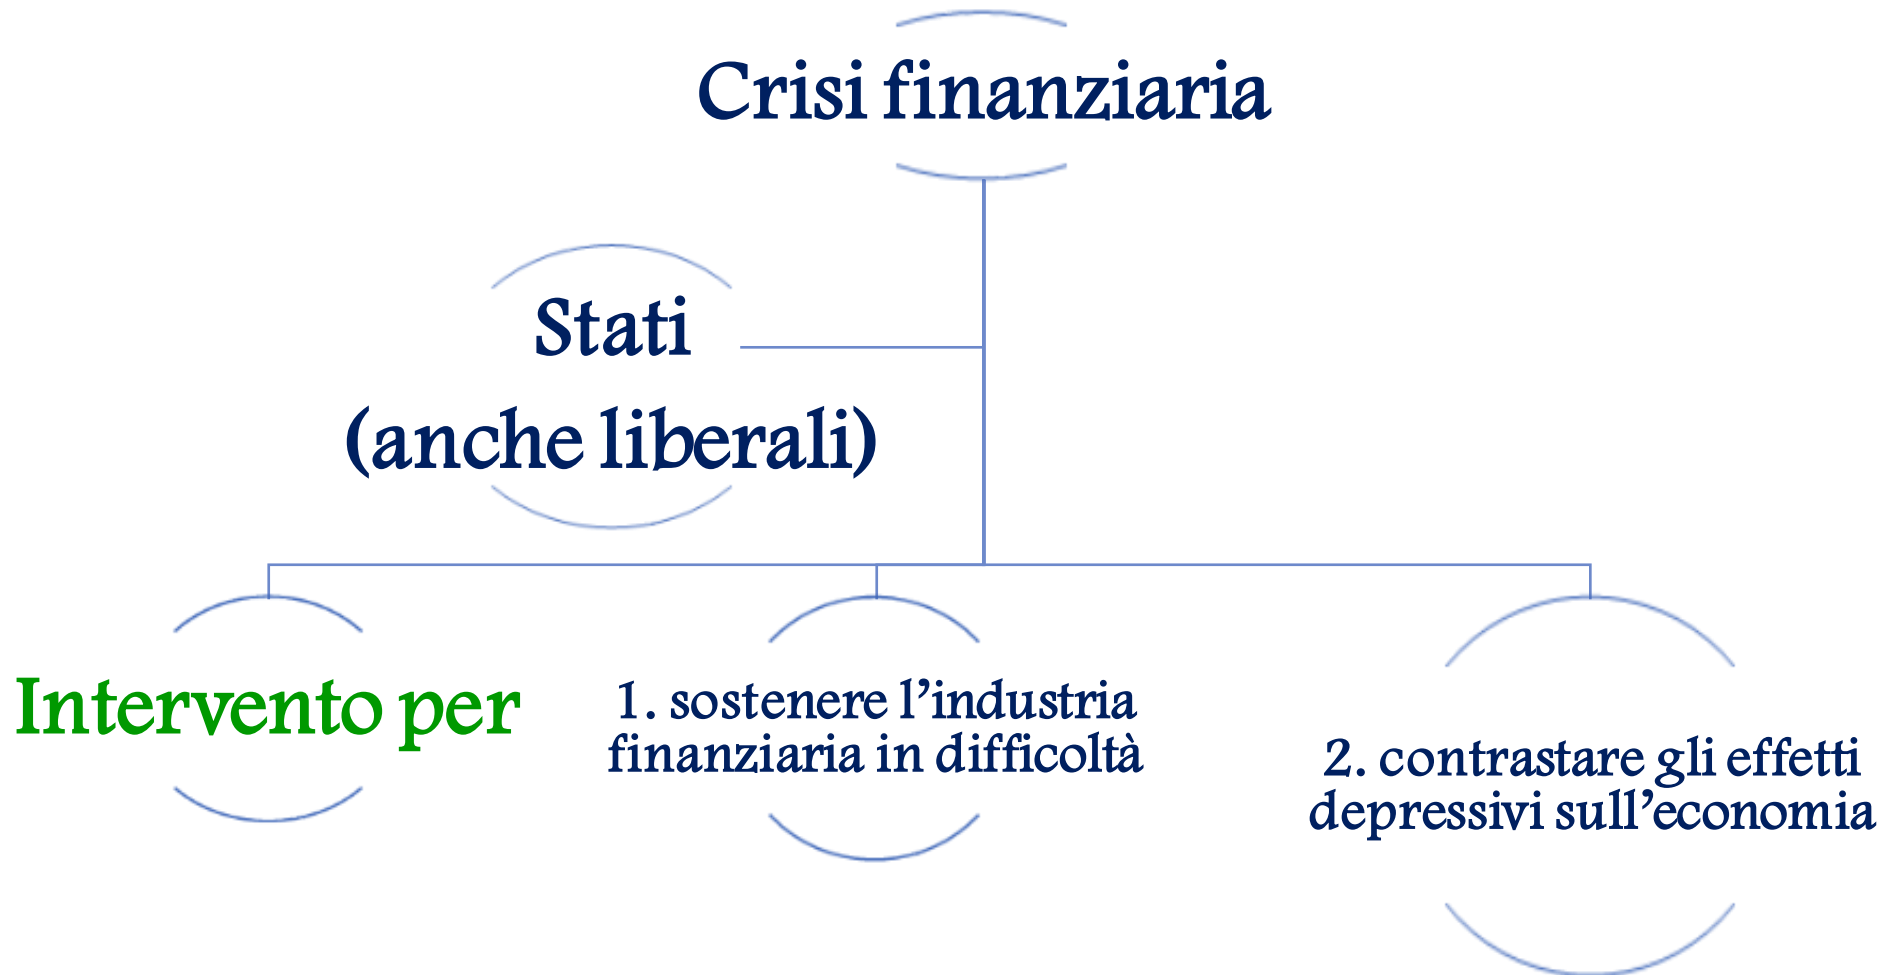 Crisi finanziaria
Stati
(anche liberali)
Intervento per
1. sostenere l’industria
finanziaria in difficoltà
2. contrastare gli effetti
depressivi sull’economia